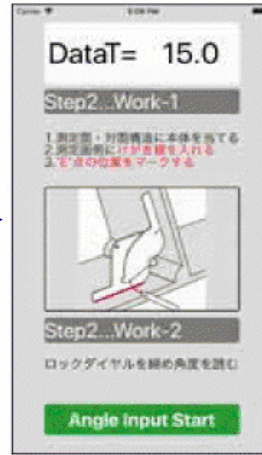 Carrier
DataT= 15.0
Step2...Work-1
1.測定面・対面構造に本体を当てる
2.測定面側にけがき線を入れる
3.'E'点の位置をマークする
Step2...Work-2
ロックダイヤルを締め角度を読む
Angle Input Start